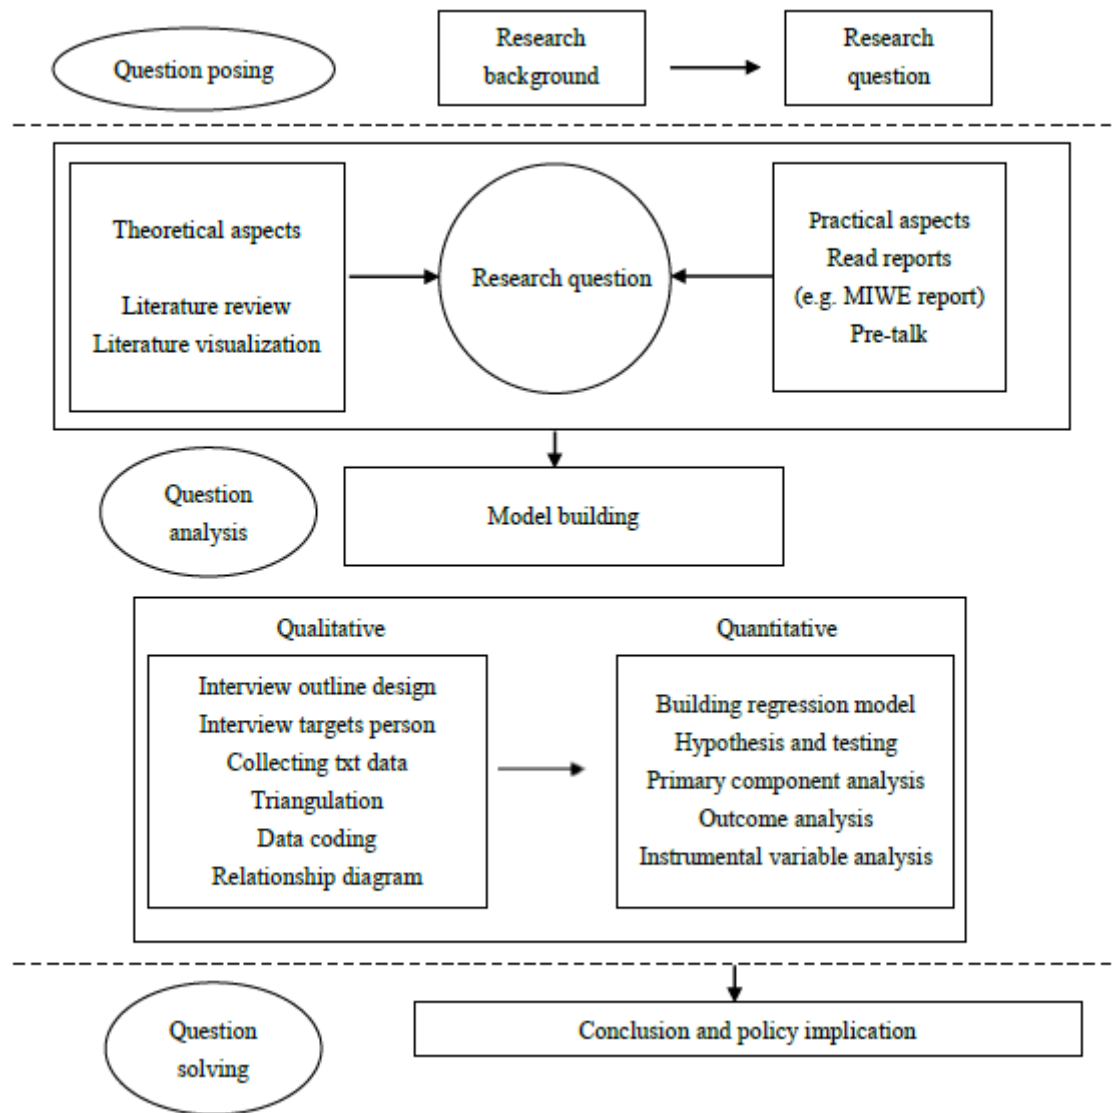 Question posing
Research
background
Research
question
Theoretical aspects
Literature review
Literature visualization
Research question
Practical aspects
Read reports
(e.g. MIWE report)
Pre-talk
Question
analysis
Model building
Qualitative
Interview outline design
Interview targets person
Collecting txt data
Triangulation
Data coding
Relationship diagram
Quantitative
Building regression model
Hypothesis and testing
Primary component analysis
Outcome analysis
Instrumental variable analysis
Question
solving
Conclusion and policy implication